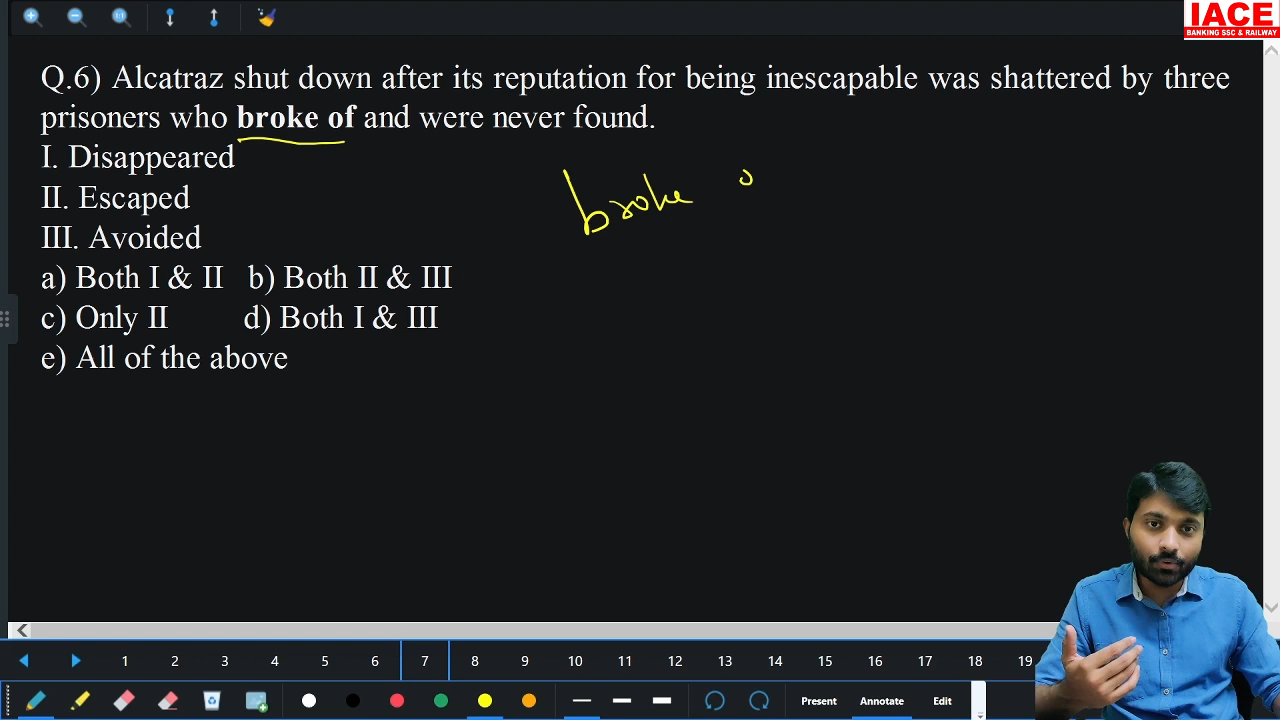 IACE
BANKING SSC & RAILWAY
Q.6) Alcatraz shut down after its reputation for being inescapable was shattered by three
prisoners who broke of and were never found.
I. Disappeared
II. Escaped
III. Avoided
broke o
a) Both I & II b) Both II & III
c) Only II d) Both I & III
e) All of the above
1 2 3 4 5 6 7 8 9 10 11 12 13 14 15 16 17 18 19
Present Annotate Edit